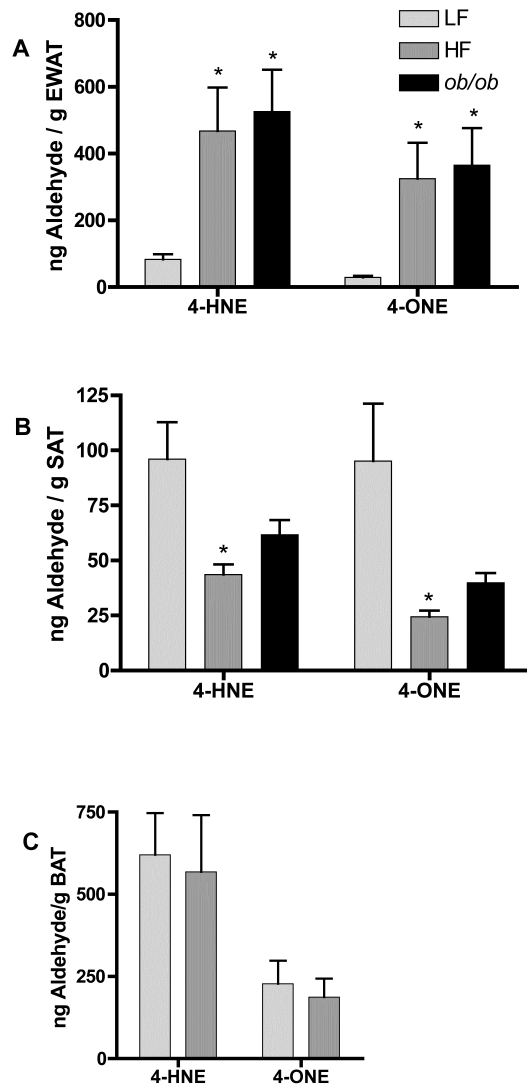 A
ng Aldehyde / g EWAT
800
600
400
200
0
LF
HF
ob/ob
* *
* *
4-HNE 4-ONE
B
ng Aldehyde / g SAT
125
100
75
50
25
0
*
*
4-HNE 4-ONE
C
ng Aldehyde/g BAT
750
500
250
0
4-HNE 4-ONE